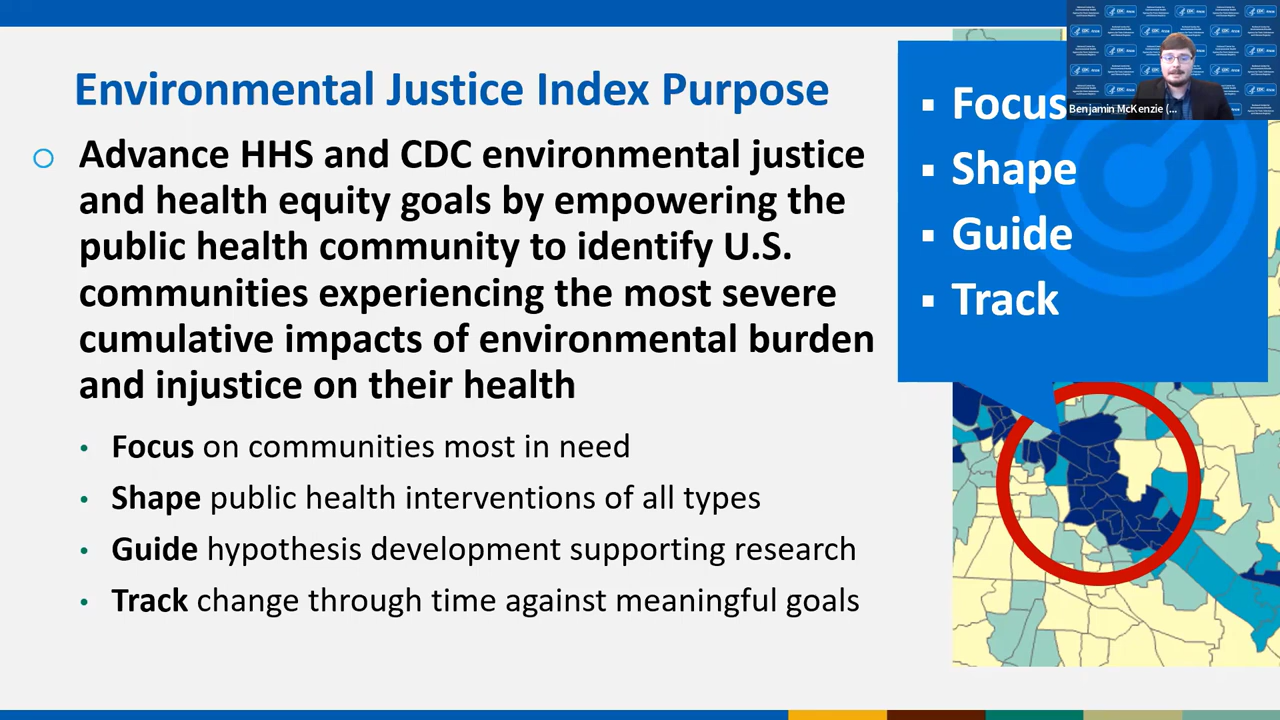 Environmental Justice Index Purpose
Advance HHS and CDC environmental justice
and health equity goals by empowering the
public health community to identify U.S.
communities experiencing the most severe
cumulative impacts of environmental burden
and injustice on their health
• Focus on communities most in need
• Shape public health interventions of all types
• Guide hypothesis development supporting research
• Track change through time against meaningful goals
▪ Focus
▪ Shape
▪ Guide
▪ Track
Benjamin McKenzie (...
CDC